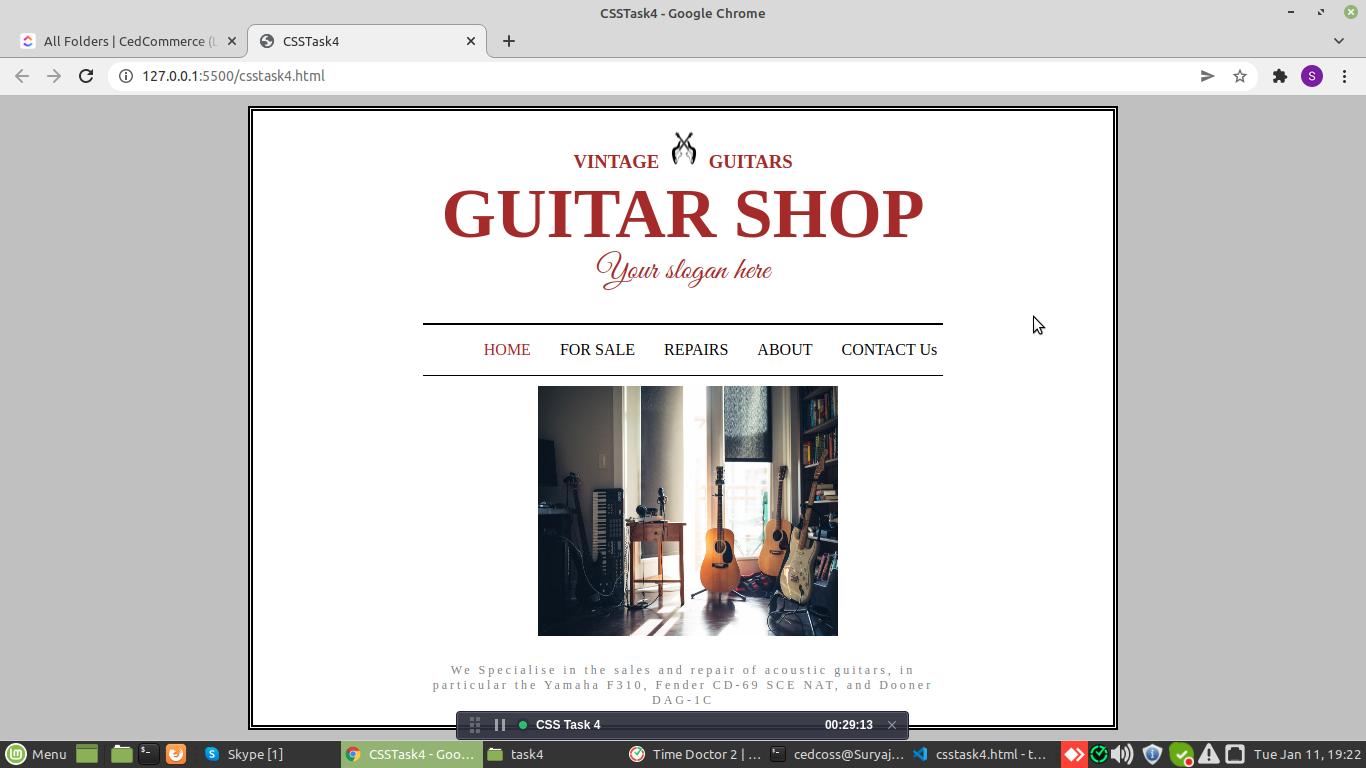 CSSTask4 - Google Chrome
All Folders | CedCommerce (L
CSSTask4
127.0.0.1:5500/csstask4.html
S
VINTAGE GUITARS
GUITAR SHOP
Your slogan here
HOME FOR SALE REPAIRS ABOUT CONTACT Us
We Specialise in the sales and repair of acoustic guitars, in
particular the Yamaha F310, Fender CD-69 SCE NAT, and Dooner
DAG-1C
CSS Task 4 00:29:13
Menu Skype [1] CSSTask4 - Goo... task4 Time Doctor 2 | ... cedcoss@Suryaj... csstask4.html - t... Tue Jan 11, 19:22